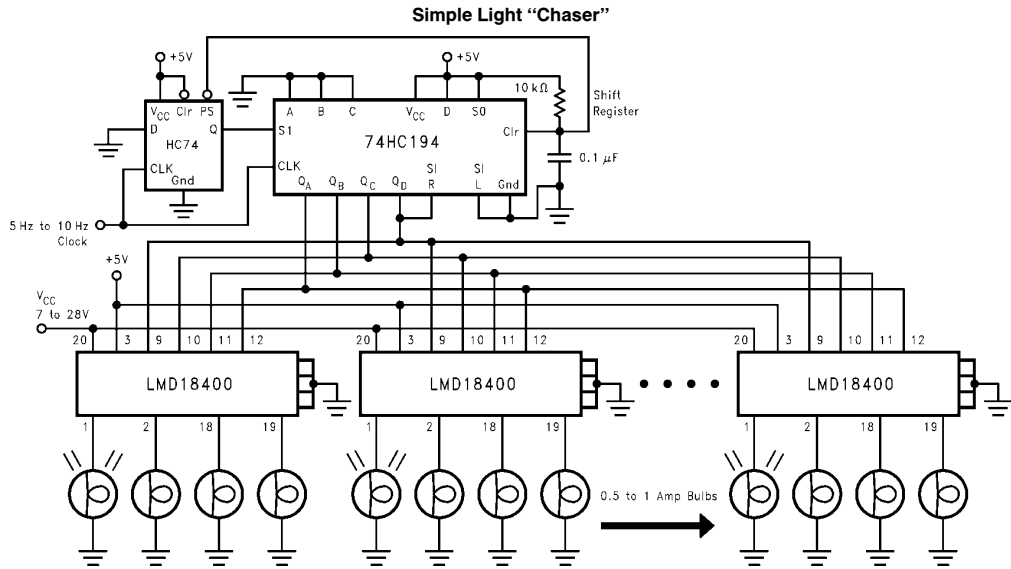 Simple Light “Chaser”
+5V
+5V
VCC Clr PS
D Q
HC74
CLK
Gnd
A B C VCC D S0
S1
74HC194
Clr
CLK
QA QB QC QD SI R SI L Gnd
10 kΩ
Shift
Register
0.1 μF
5 Hz to 10 Hz
Clock
+5V
VCC
7 to 28V
20 3 9 10 11 12
20 3 9 10 11 12
20 3 9 10 11 12
LMD18400
LMD18400
LMD18400
1 2 18 19
1 2 18 19
1 2 18 19
0.5 to 1 Amp Bulbs